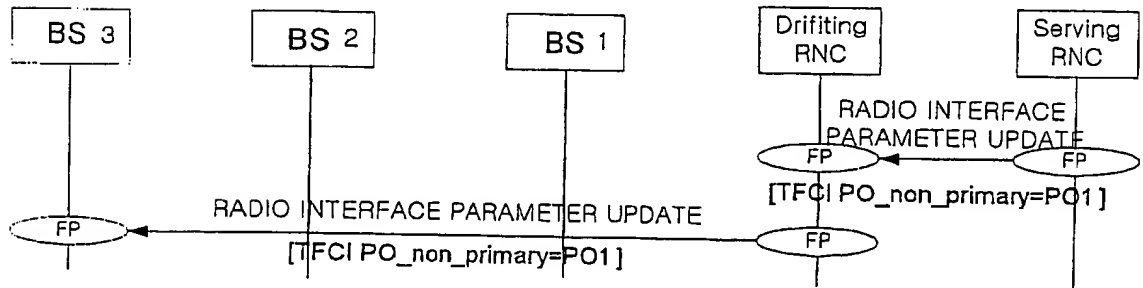 BS 3
BS 2
BS 1
Drifiting
RNC
Serving
RNC
RADIO INTERFACE
PARAMETER UPDATE
FP
FP
[TFCI PO_non_primary=PO1]
RADIO INTERFACE PARAMETER UPDATE
FP
FP
[TFCI PO_non_primary=PO1]